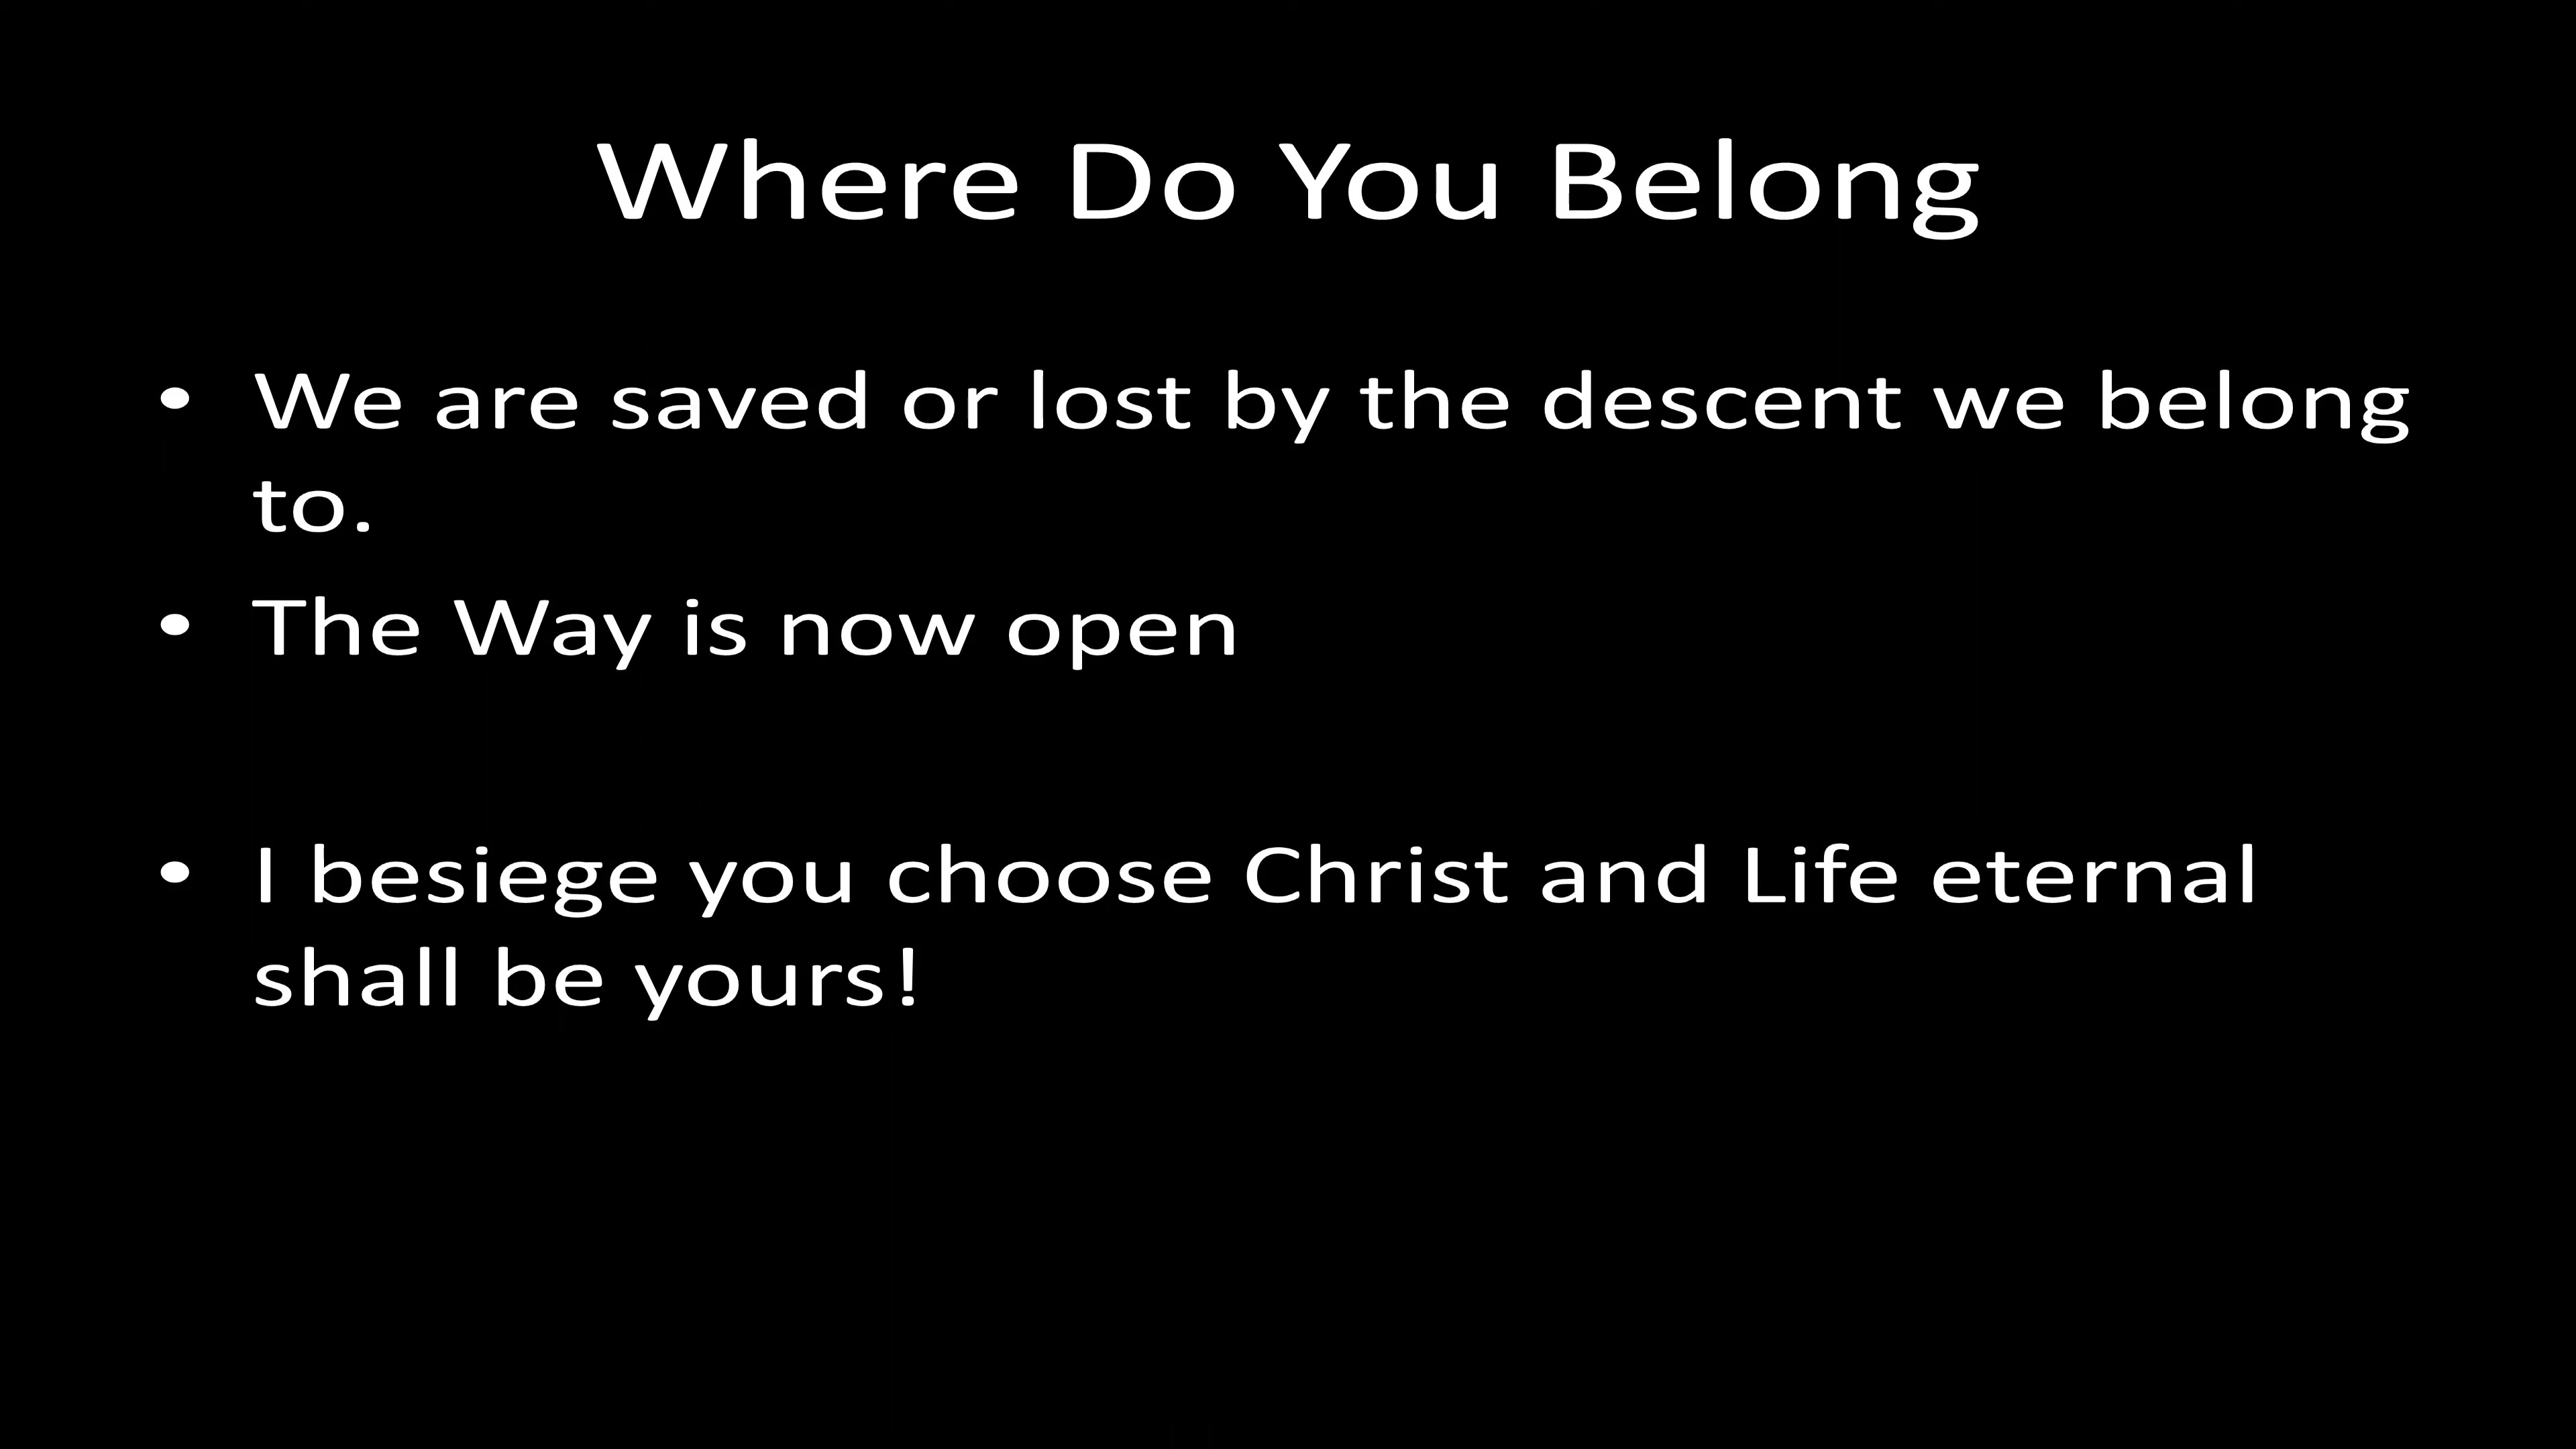 Where Do You Belong
• We are saved or lost by the descent we belong
to.
• The Way is now open
• I besiege you choose Christ and Life eternal
shall be yours!